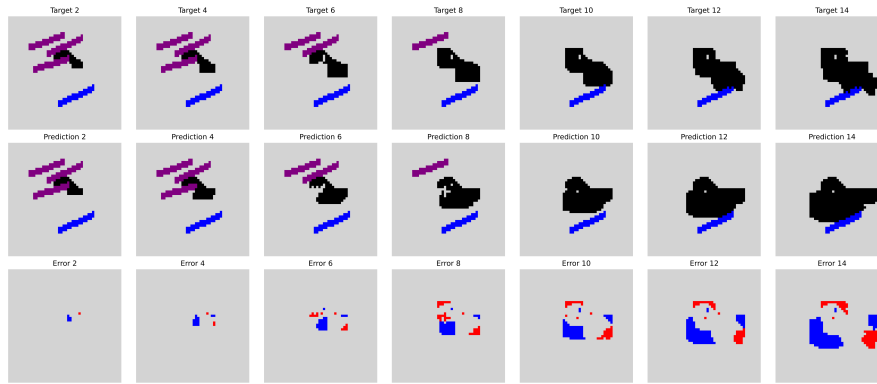 Target 2 Target 4 Target 6 Target 8 Target 10 Target 12 Target 14
Prediction 2 Prediction 4 Prediction 6 Prediction 8 Prediction 10 Prediction 12 Prediction 14
Error 2 Error 4 Error 6 Error 8 Error 10 Error 12 Error 14